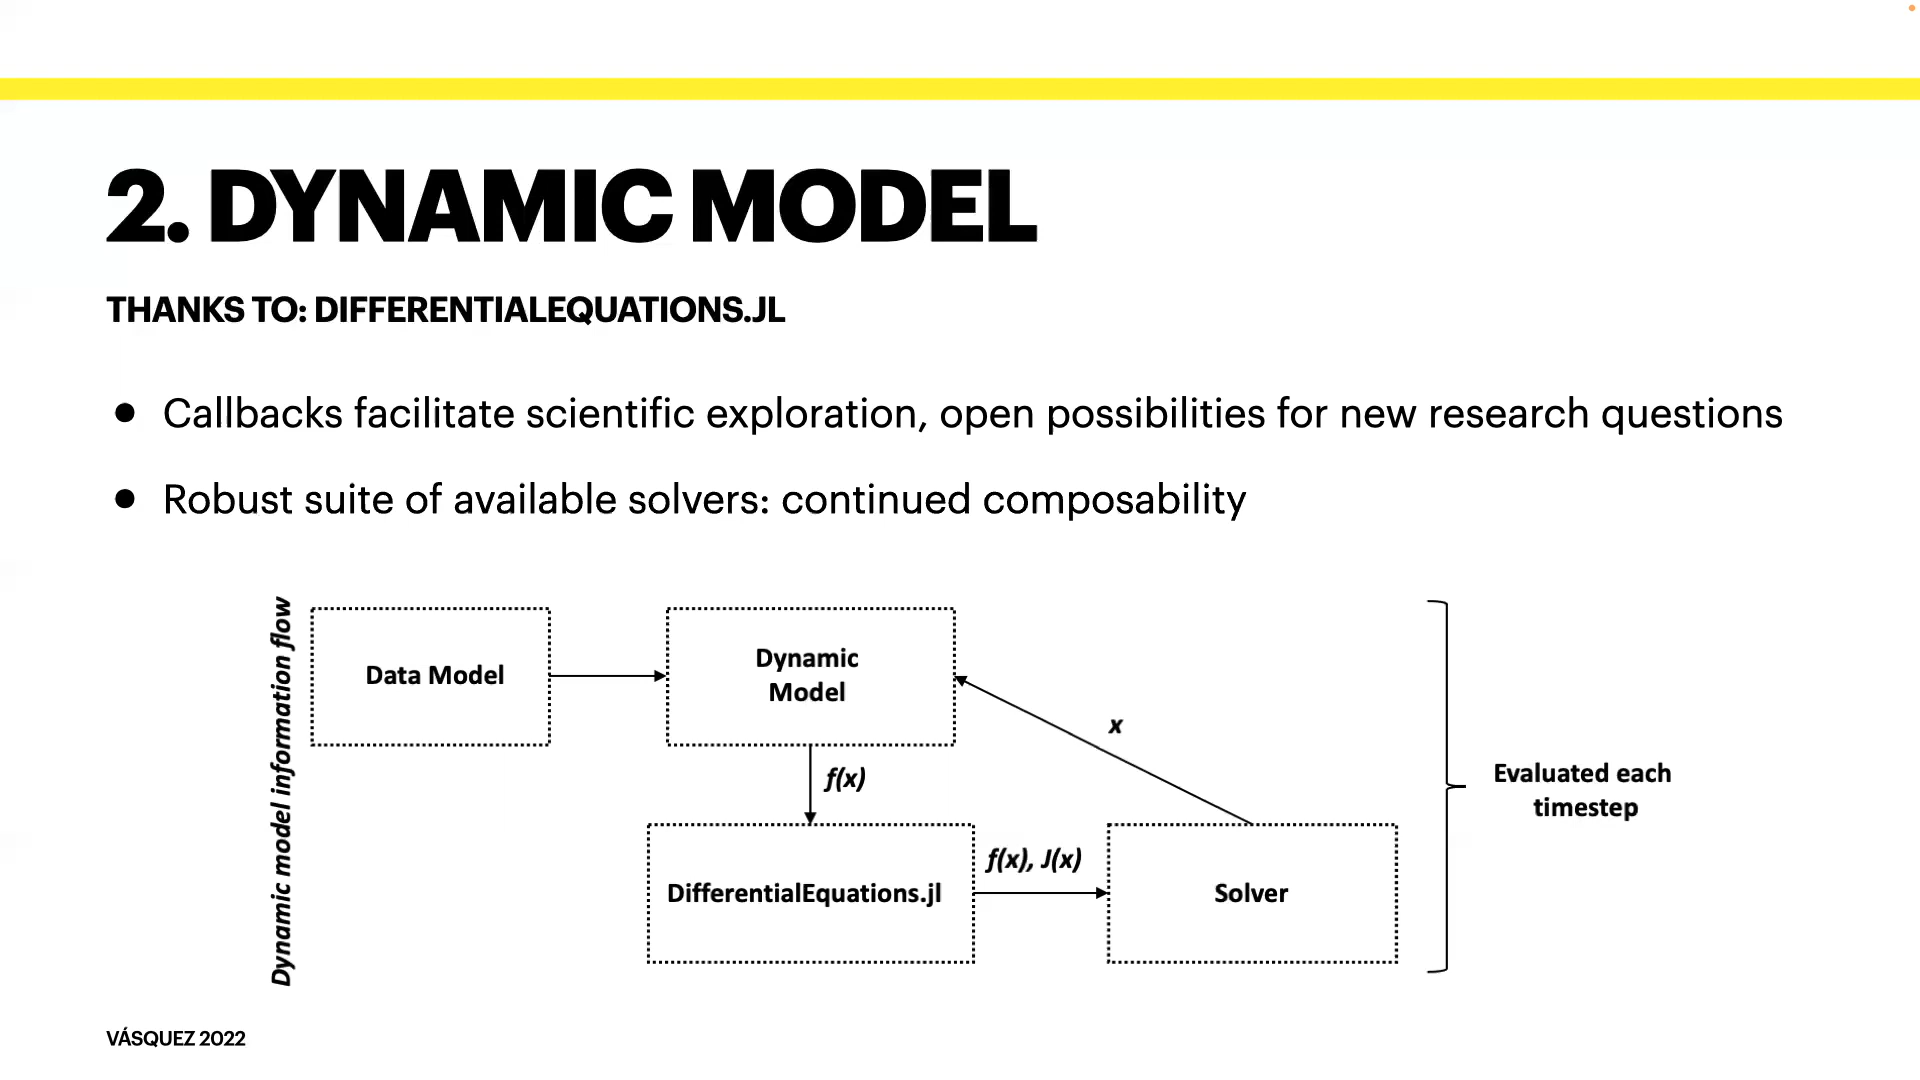 2. DYNAMIC MODEL
THANKS TO: DIFFERENTIALEQUATIONS.JL
● Callbacks facilitate scientific exploration, open possibilities for new research questions
● Robust suite of available solvers: continued composability
Dynamic model information flow
Data Model
Dynamic
Model
x
f(x)
Evaluated each
timestep
DifferentialEquations.jl
f(x), J(x)
Solver
VÁSQUEZ 2022